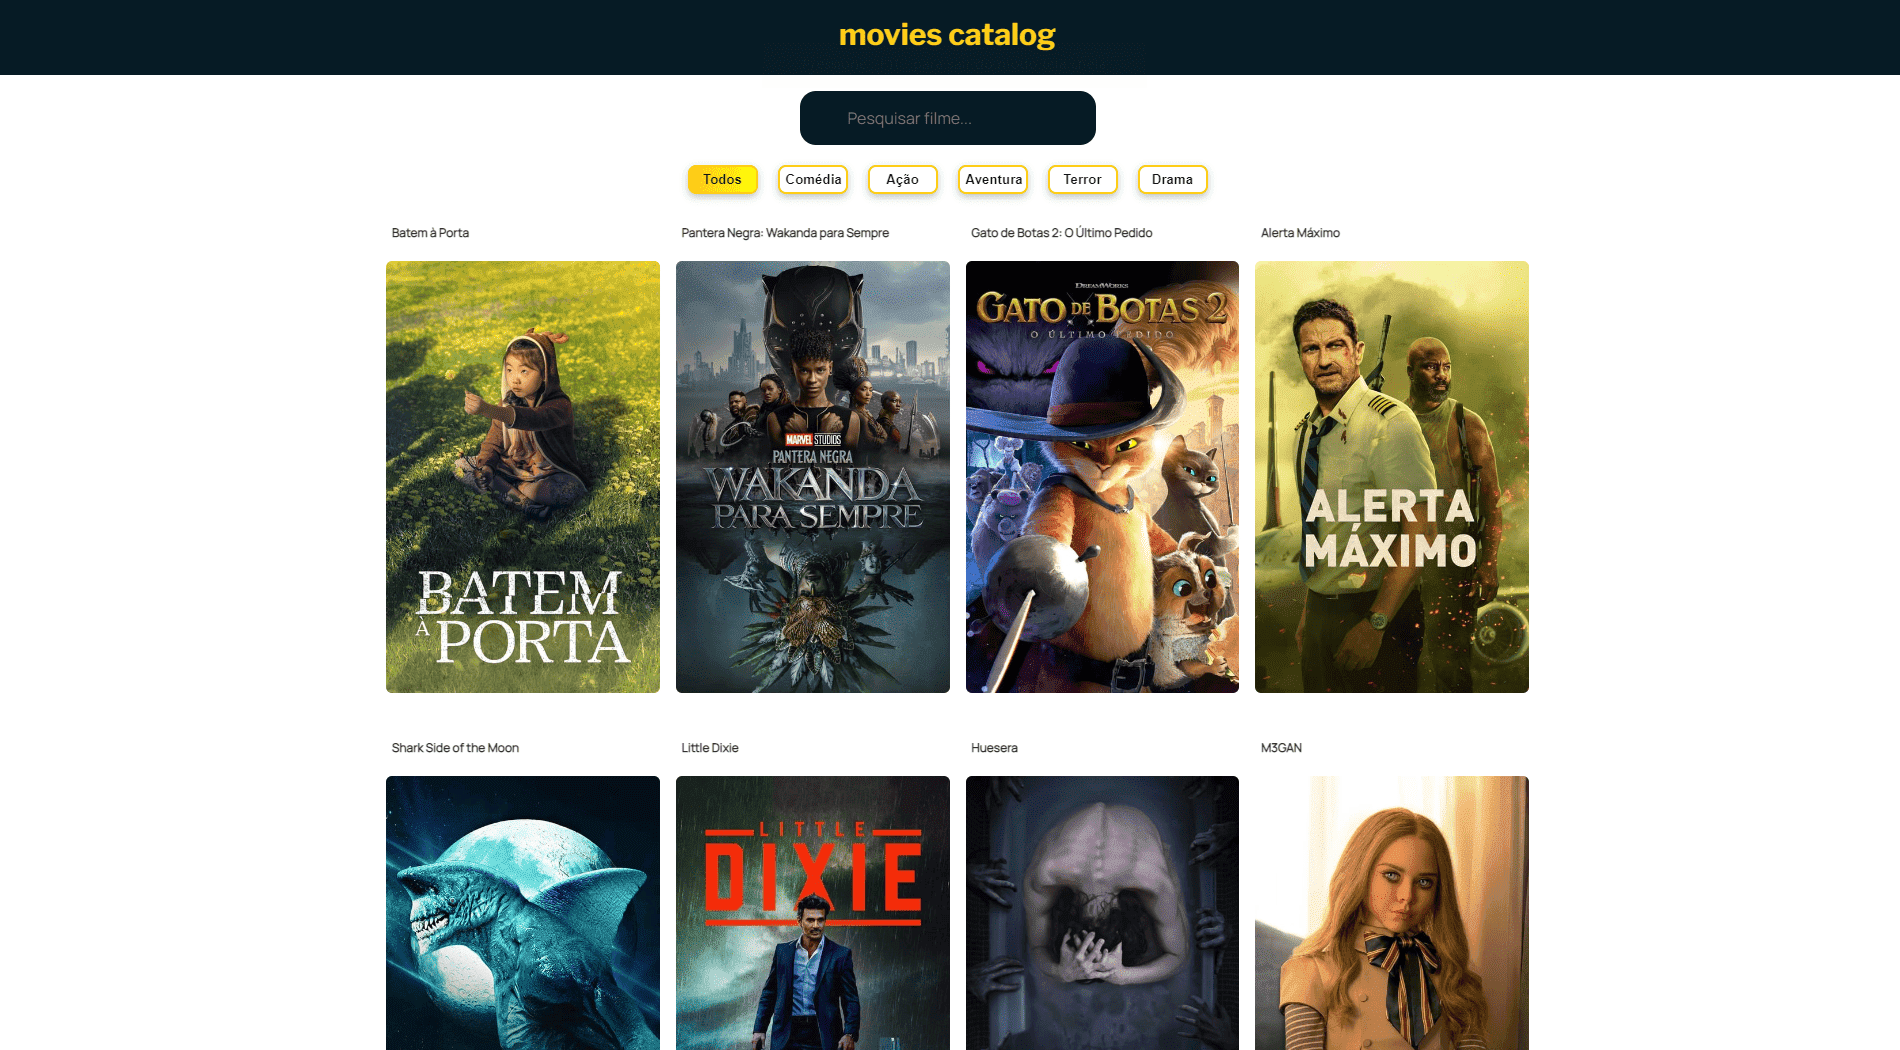 movies catalog
Pesquisar filme...
Todos
Comédia
Ação
Aventura
Terror
Drama
Batem à Porta
Pantera Negra: Wakanda para Sempre
Gato de Botas 2: O Último Pedido
Alerta Máximo
BATEM
À PORTA
MARVEL STUDIOS
PANTERA NEGRA
WAKANDA
PARA SEMPRE
DREAMWORKS
GATO DE BOTAS 2
O ÚLTIMO PEDIDO
ALERTA
MÁXIMO
Shark Side of the Moon
Little Dixie
Huesera
M3GAN
LITTLE
DIXIE